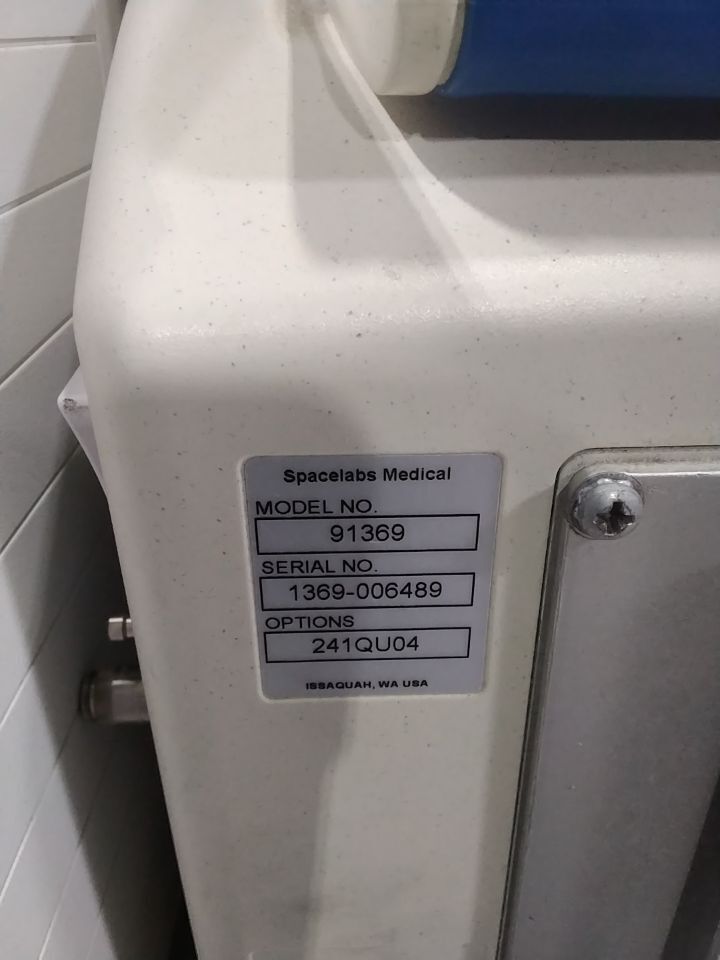 Spacelabs Medical
MODEL NO.
91369
SERIAL NO.
1369-006489
OPTIONS
241QU04
ISSAQUAH, WA USA